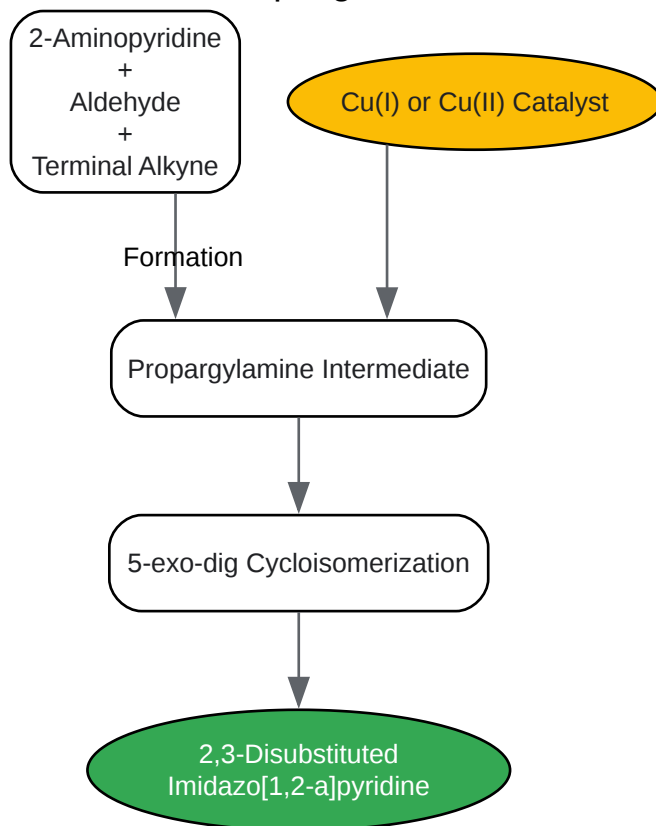 2-Aminopyridine
+
Aldehyde
+
Terminal Alkyne
Cu(I) or Cu(II) Catalyst
Formation
Propargylamine Intermediate
5-exo-dig Cycloisomerization
2,3-Disubstituted
Imidazo[1,2-a]pyridine